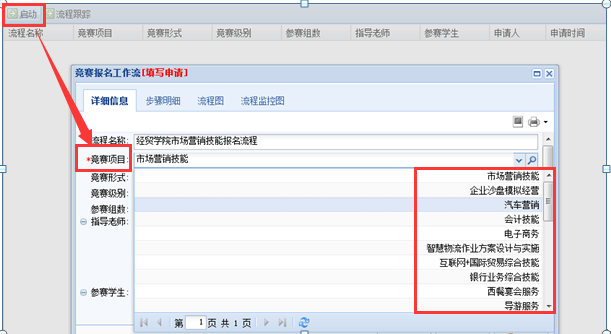 启动 流程跟踪
流程名称 竟赛项目 竟赛形式 竟赛级别 参赛组数 指导老师 参赛学生 申请人 申请时间
竟赛报名工作流[填写申请]
详细信息 步骤明细 流程图 流程监控图
流程名称: 经贸学院市场营销技能报名流程
*竟赛项目: 市场营销技能
竟赛形式:
竟赛级别:
参赛组数:
指导老师:
参赛学生:
市场营销技能
企业沙盘模拟经营
汽车营销
会计技能
电子商务
智慧物流作业方案设计与实施
互联网+国际贸易综合技能
银行业务综合技能
西餐宴会服务
导游服务
第 1 页 共 1 页